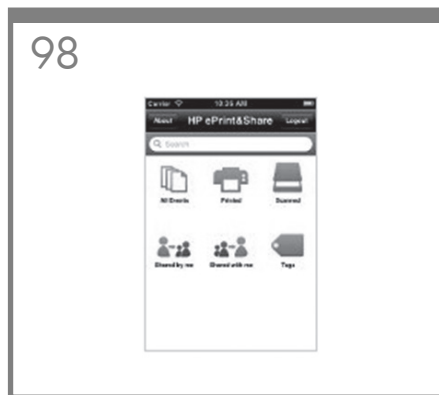 98
Carrier 10:26 AM
About HP ePrint&Share Logout
Search
All Events Printed Scanned
Shared by me Shared with me Tags